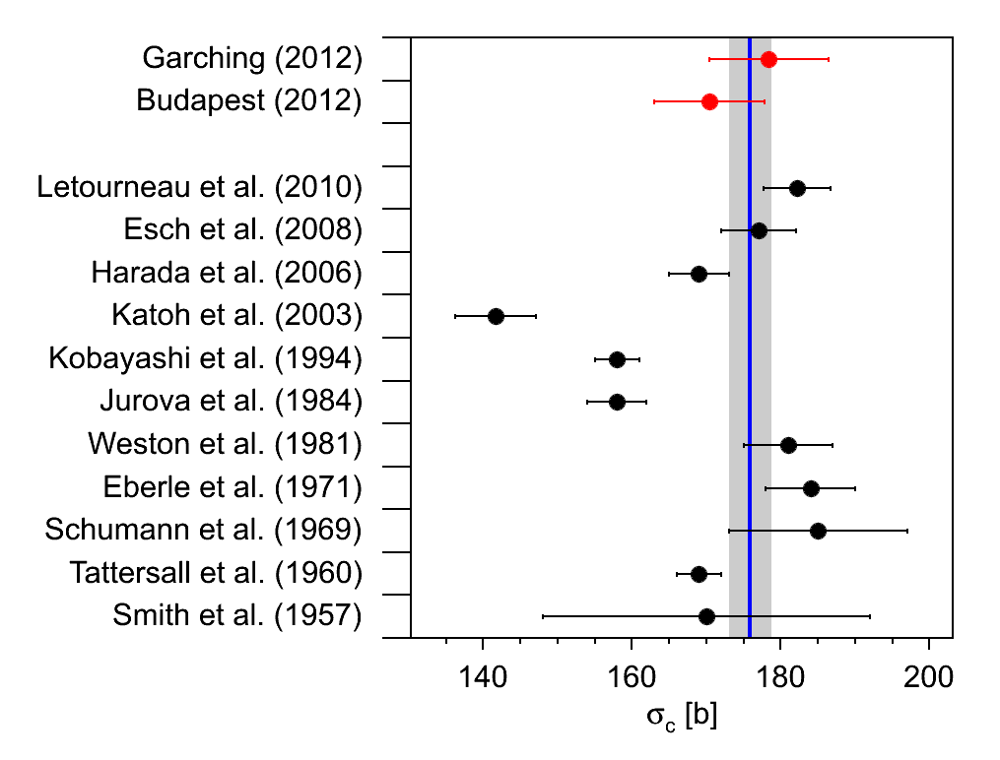 Garching (2012)
Budapest (2012)
Letourneau et al. (2010)
Esch et al. (2008)
Harada et al. (2006)
Katoh et al. (2003)
Kobayashi et al. (1994)
Jurova et al. (1984)
Weston et al. (1981)
Eberle et al. (1971)
Schumann et al. (1969)
Tattersall et al. (1960)
Smith et al. (1957)
140 160 180 200
σc [b]